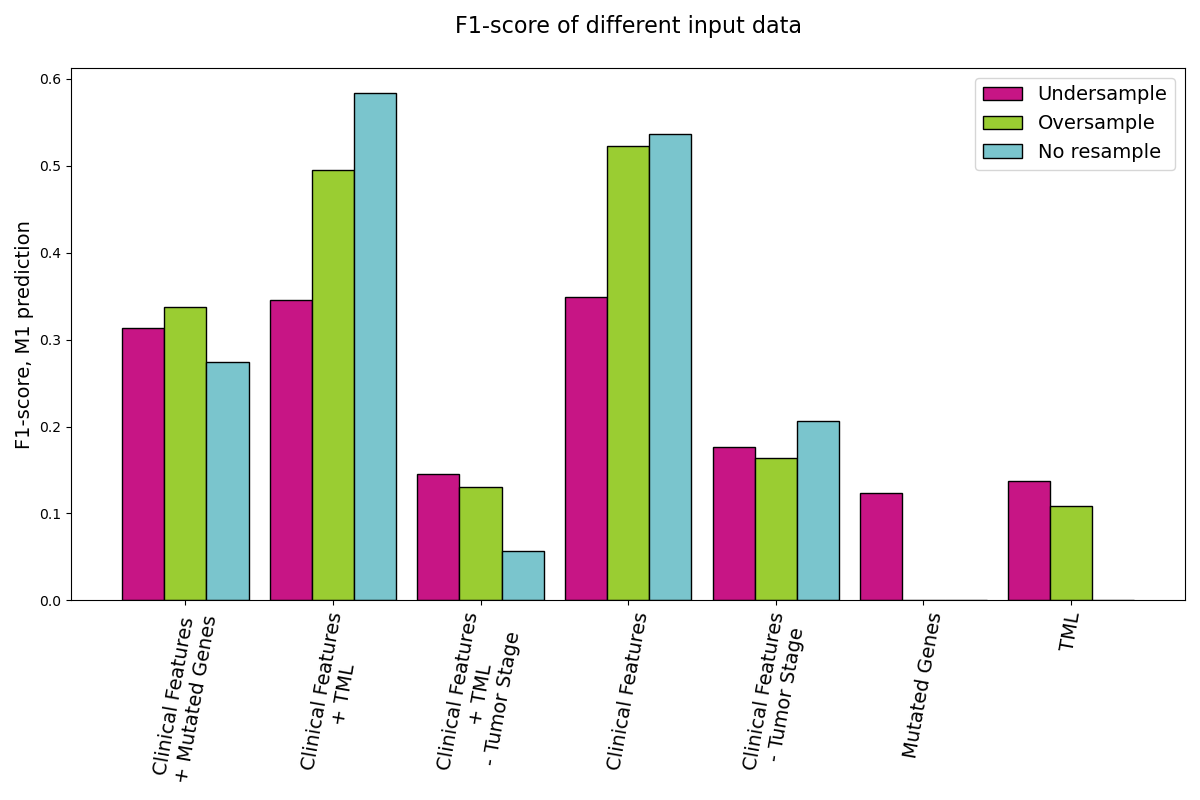 F1-score of different input data
Undersample
Oversample
No resample
F1-score, M1 prediction
0.6
0.5
0.4
0.3
0.2
0.1
0.0
Clinical Features
+ Mutated Genes
Clinical Features
+ TML
Clinical Features
+ TML
- Tumor Stage
Clinical Features
Clinical Features
- Tumor Stage
Mutated Genes
TML